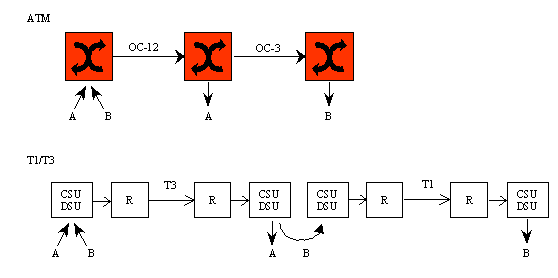 ATM
OC-12 OC-3
A B A B
T1/T3
T3 T1
CSU DSU R R CSU DSU CSU DSU R R CSU DSU
A B A B B